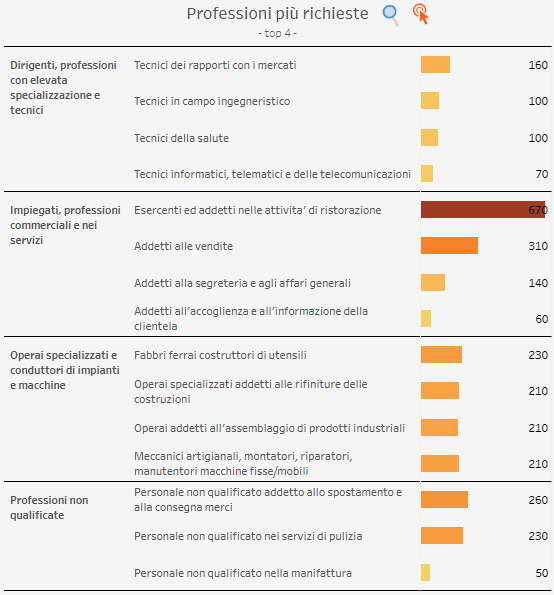 Professioni più richieste
- top 4 -
Dirigenti, professioni
con elevata
specializzazione e
tecnici
Tecnici dei rapporti con i mercati 160
Tecnici in campo ingegneristico 100
Tecnici della salute 100
Tecnici informatici, telematici e delle telecomunicazioni 70
Impiegati, professioni
commerciali e nei
servizi
Esercenti ed addetti nelle attivita’ di ristorazione 670
Addetti alle vendite 310
Addetti alla segreteria e agli affari generali 140
Addetti all’accoglienza e all’informazione della
clientela 60
Operai specializzati e
conduttori di impianti
e macchine
Fabbri ferrai costruttori di utensili 230
Operai specializzati addetti alle rifiniture delle
costruzioni 210
Operai addetti all’assemblaggio di prodotti industriali 210
Meccanici artigianali, montatori, riparatori,
manutentori macchine fisse/mobili 210
Professioni non
qualificate
Personale non qualificato addetto allo spostamento e
alla consegna merci 260
Personale non qualificato nei servizi di pulizia 230
Personale non qualificato nella manifattura 50